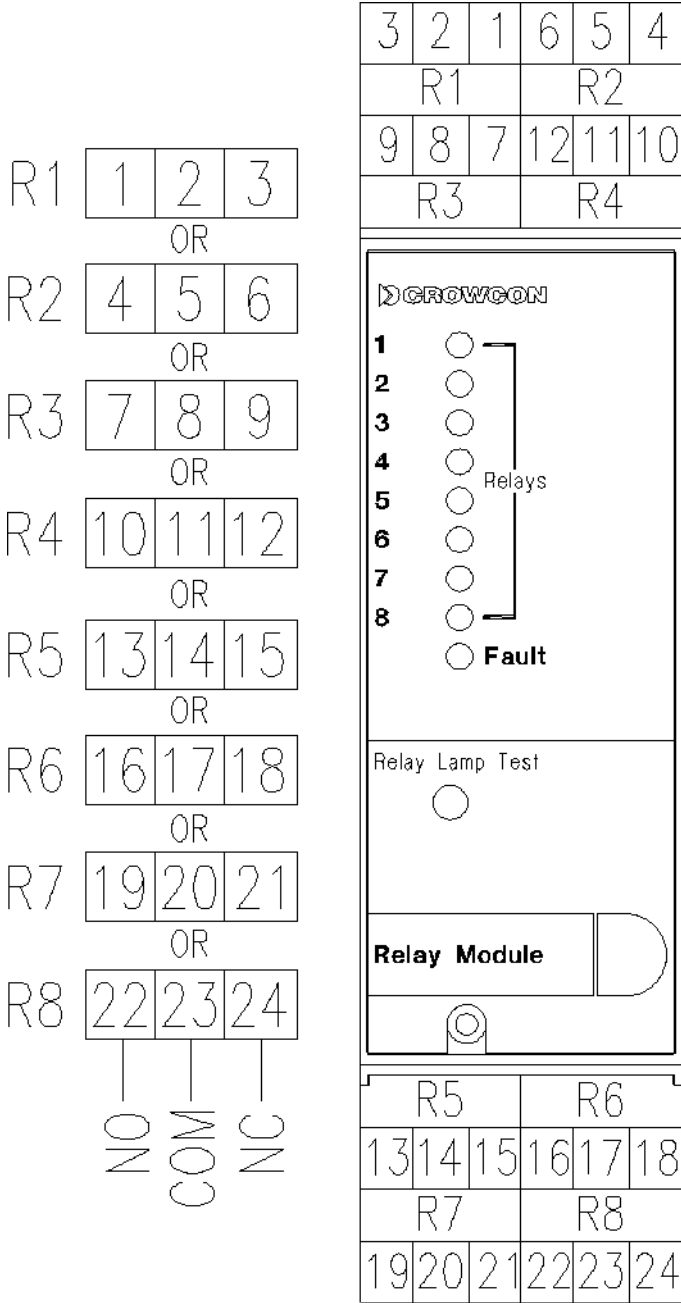 R1 1 2 3
OR
R2 4 5 6
OR
R3 7 8 9
OR
R4 10 11 12
OR
R5 13 14 15
OR
R6 16 17 18
OR
R7 19 20 21
OR
R8 22 23 24
NO COM NC
3 2 1 6 5 4
R1 R2
9 8 7 12 11 10
R3 R4
CROWCON
1
2
3
4
Relays
5
6
7
8
Fault
Relay Lamp Test
Relay Module
R5 R6
13 14 15 16 17 18
R7 R8
19 20 21 22 23 24